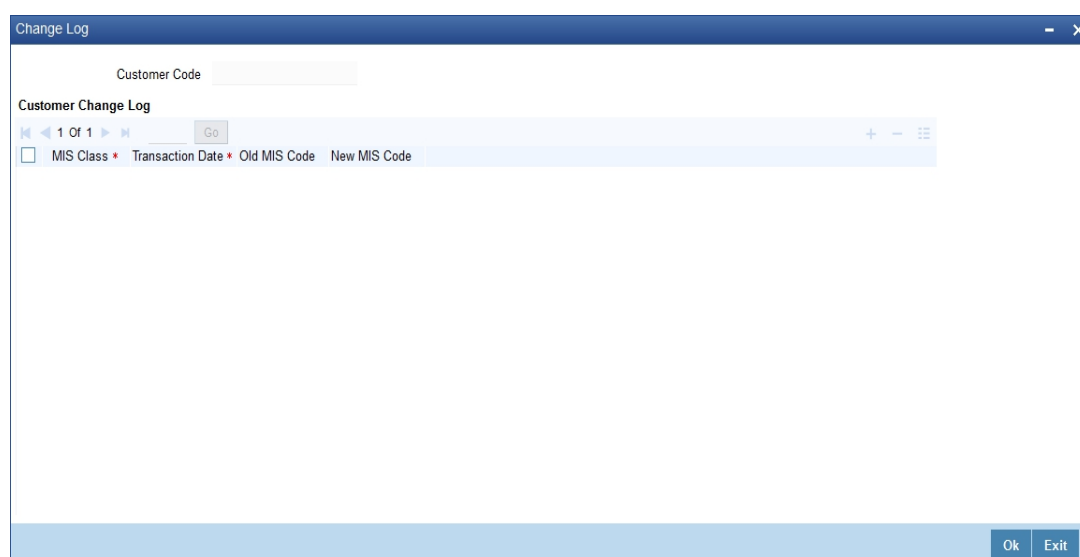 Change Log
Customer Code
Customer Change Log
1 Of 1 Go
MIS Class * Transaction Date * Old MIS Code New MIS Code
Ok Exit